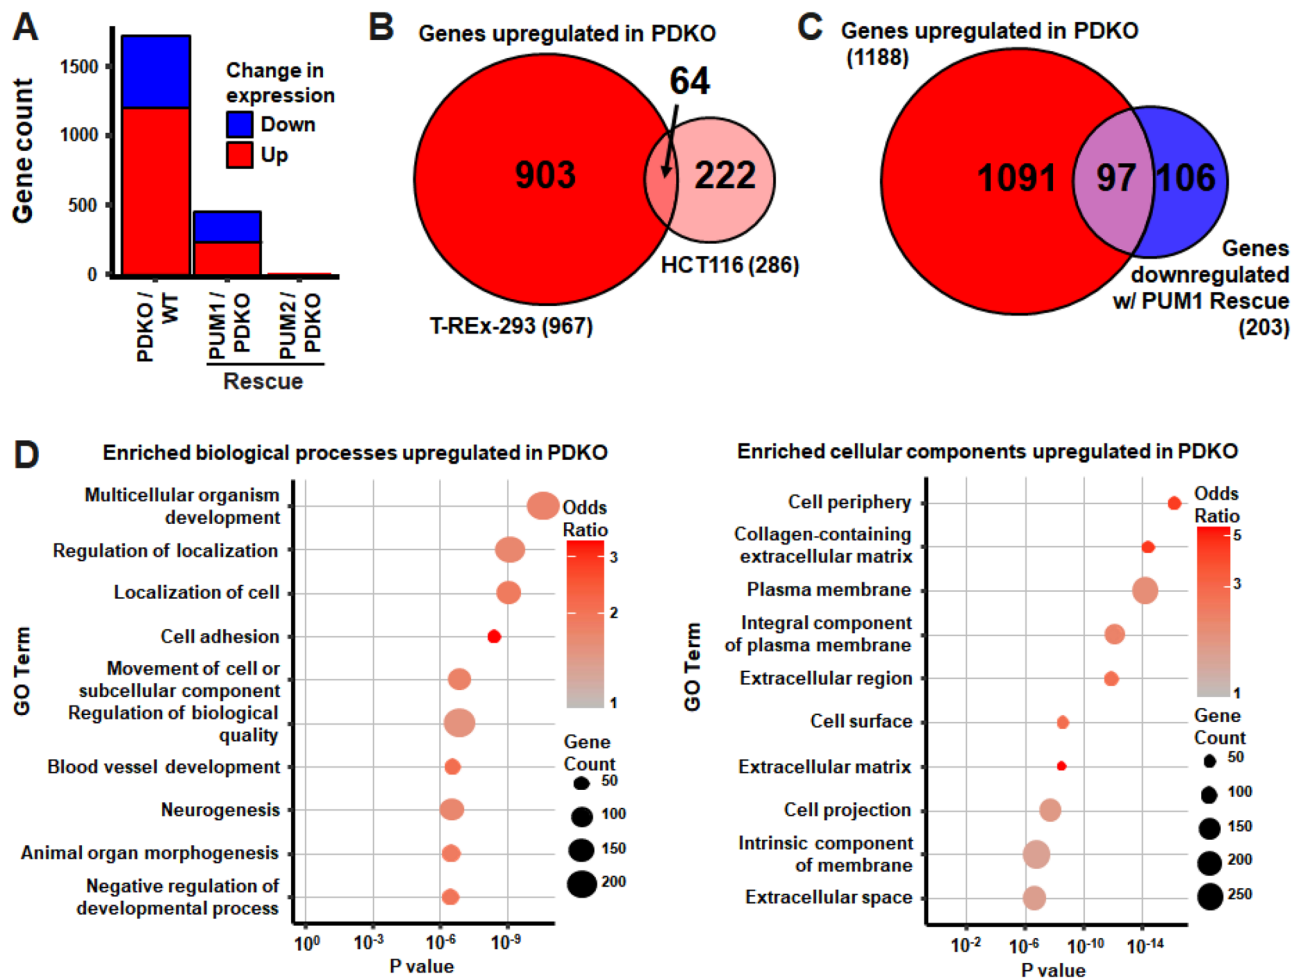 A
Gene count
1500
1000
500
0
Change in
expression
Down
Up
PDKO /
WT
PUM1 /
PDKO
PUM2 /
PDKO
Rescue
B
Genes upregulated in PDKO
64
903
222
HCT116 (286)
T-REx-293 (967)
C
Genes upregulated in PDKO
(1188)
1091
97
106
Genes
downregulated
w/ PUM1 Rescue
(203)
D
Enriched biological processes upregulated in PDKO
GO Term
Multicellular organism
development
Regulation of localization
Localization of cell
Cell adhesion
Movement of cell or
subcellular component
Regulation of biological
quality
Blood vessel development
Neurogenesis
Animal organ morphogenesis
Negative regulation of
developmental process
10⁰ 10⁻³ 10⁻⁶ 10⁻⁹
P value
Odds
Ratio
3
2
1
Gene
Count
50
100
150
200
Enriched cellular components upregulated in PDKO
GO Term
Cell periphery
Collagen-containing
extracellular matrix
Plasma membrane
Integral component
of plasma membrane
Extracellular region
Cell surface
Extracellular matrix
Cell projection
Intrinsic component
of membrane
Extracellular space
10⁻² 10⁻⁶ 10⁻¹⁰ 10⁻¹⁴
P value
Odds
Ratio
5
3
1
Gene
Count
50
100
150
200
250